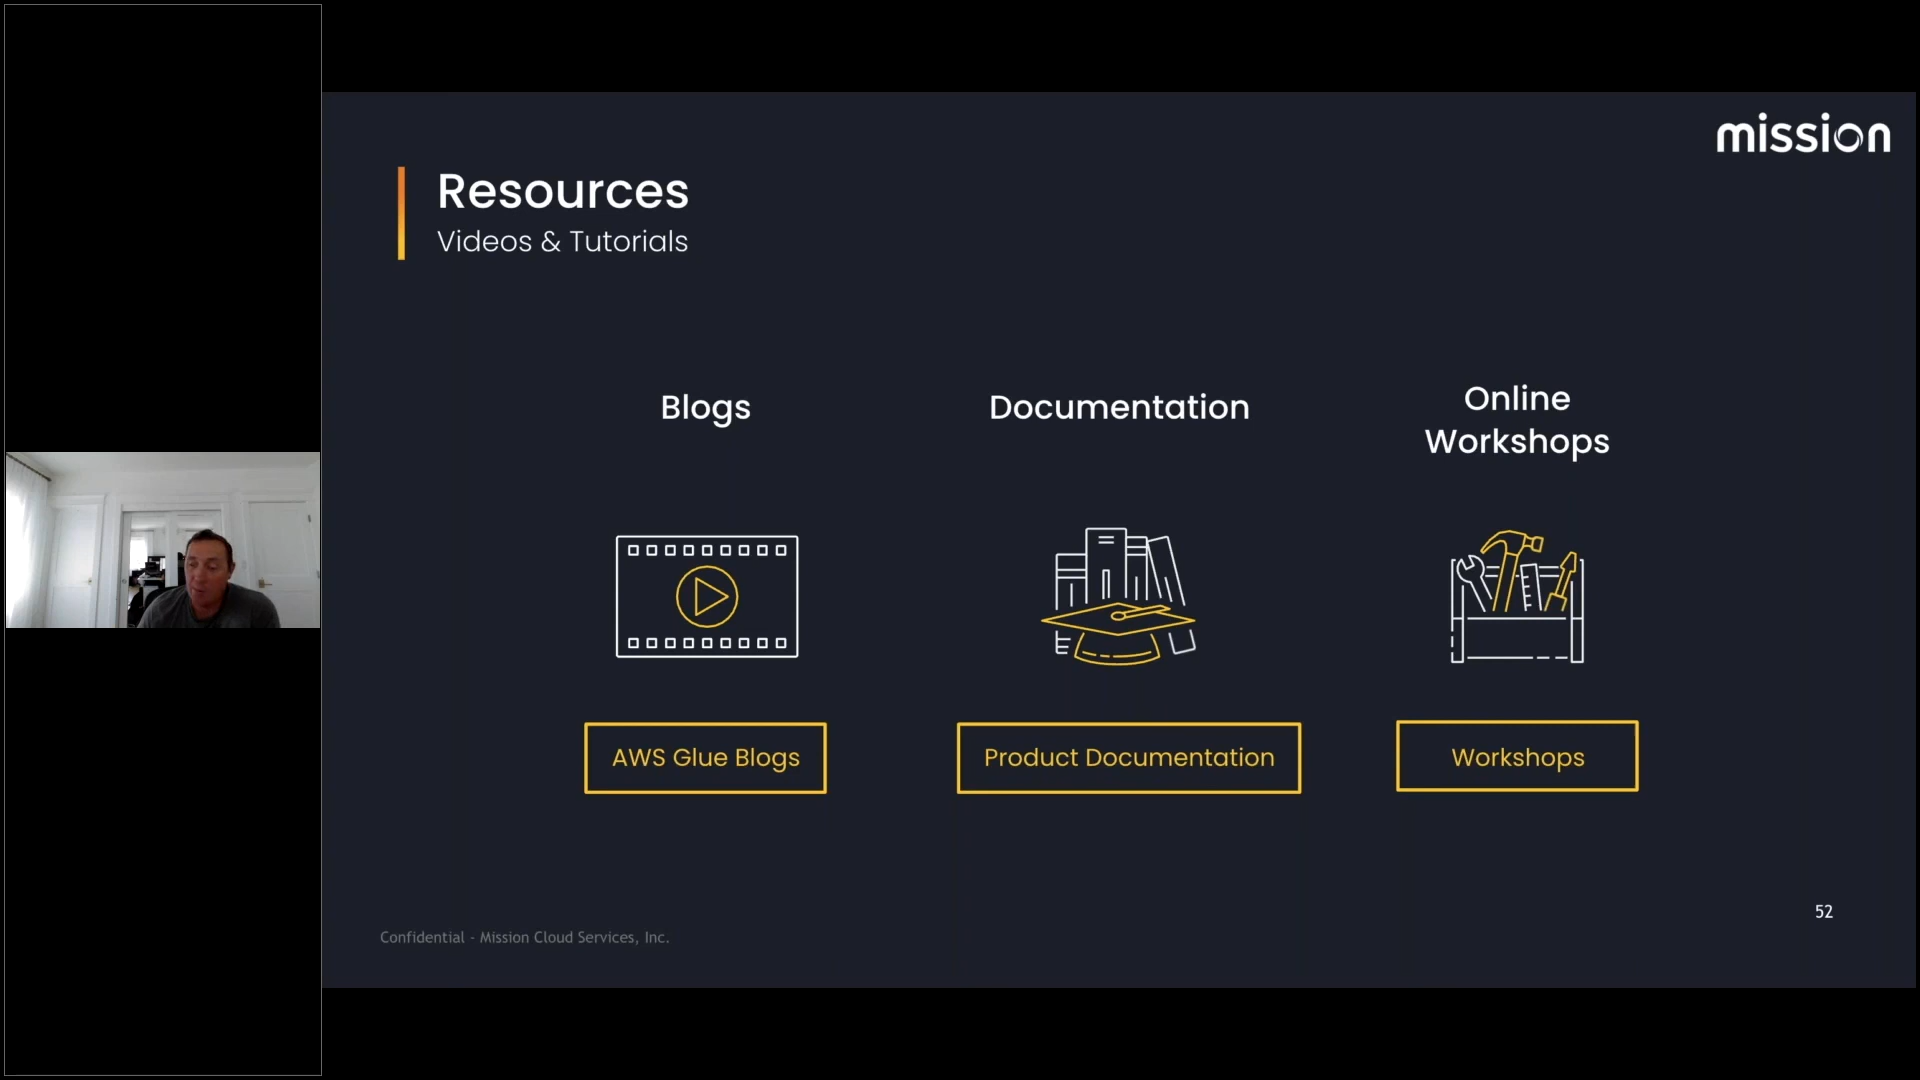 mission
Resources
Videos & Tutorials
Blogs
Documentation
Online
Workshops
AWS Glue Blogs
Product Documentation
Workshops
52
Confidential - Mission Cloud Services, Inc.